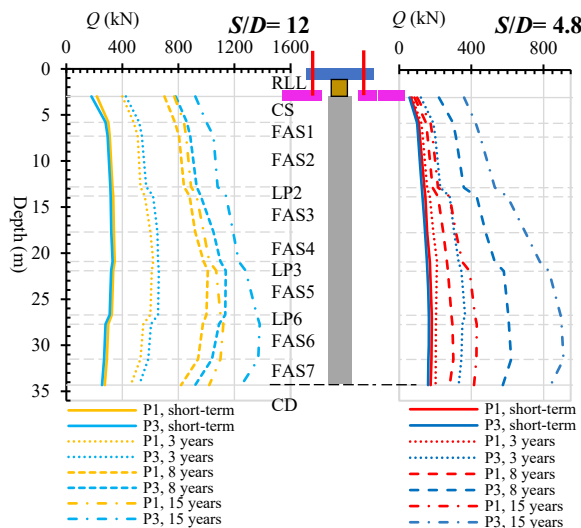 Q (kN)
S/D= 12
0 400 800 1200 1600
Q (kN)
S/D= 4.8
0 400 800
Depth (m)
0
5
10
15
20
25
30
35
RLL
CS
FAS1
FAS2
LP2
FAS3
FAS4
LP3
FAS5
LP6
FAS6
FAS7
CD
P1, short-term
P3, short-term
P1, 3 years
P3, 3 years
P1, 8 years
P3, 8 years
P1, 15 years
P3, 15 years
P1, short-term
P3, short-term
P1, 3 years
P3, 3 years
P1, 8 years
P3, 8 years
P1, 15 years
P3, 15 years